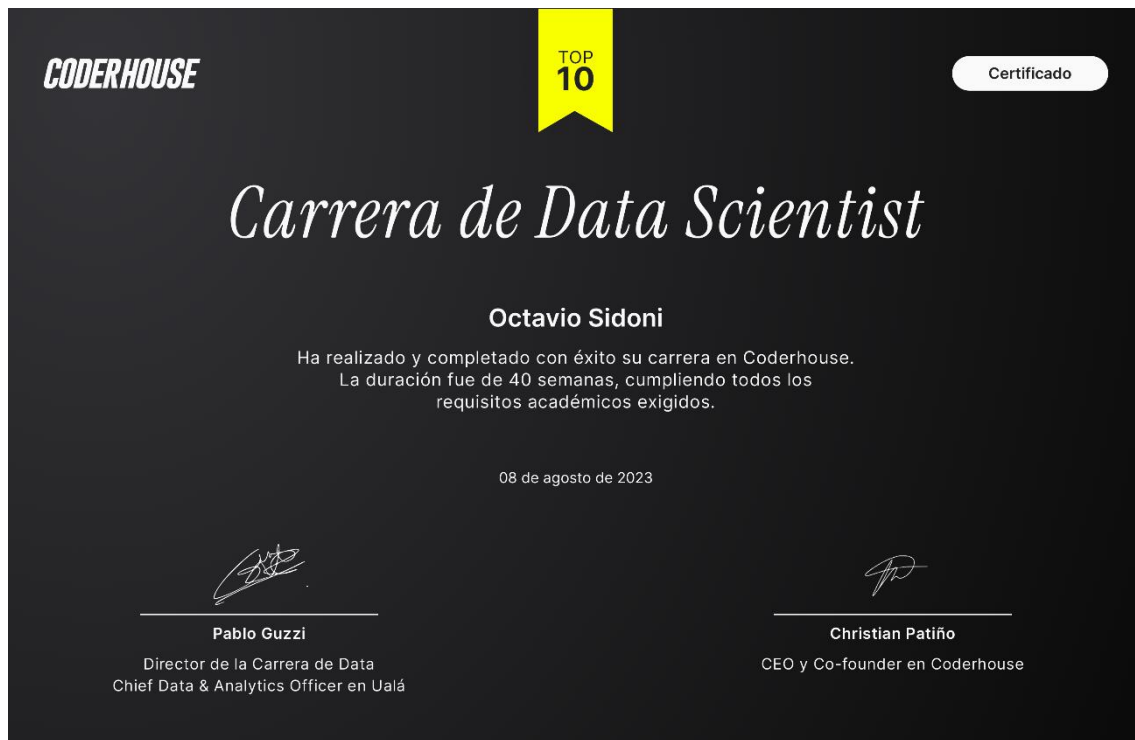 CODERHOUSE
TOP
10
Certificado
Carrera de Data Scientist
Octavio Sidoni
Ha realizado y completado con éxito su carrera en Coderhouse.
La duración fue de 40 semanas, cumpliendo todos los
requisitos académicos exigidos.
08 de agosto de 2023
Pablo Guzzi
Director de la Carrera de Data
Chief Data & Analytics Officer en Ualá
Christian Patiño
CEO y Co-founder en Coderhouse